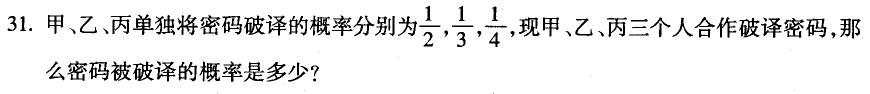 31. 甲、乙、丙单独将密码破译的概率分别为1/2,1/3,1/4,现甲、乙、丙三个人合作破译密码,那
么密码被破译的概率是多少?